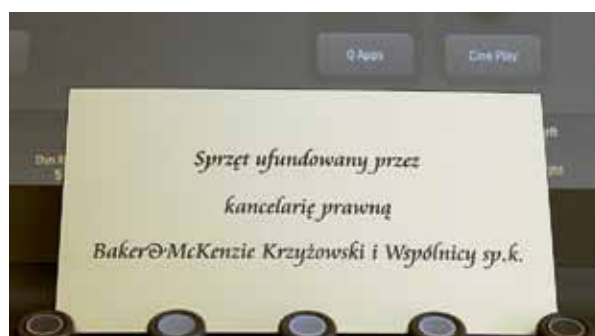 Q Apps
Cine Play
Sprzęt ufundowany przez
kancelarię prawną
Baker&McKenzie Krzyżowski i Wspólnicy sp.k.